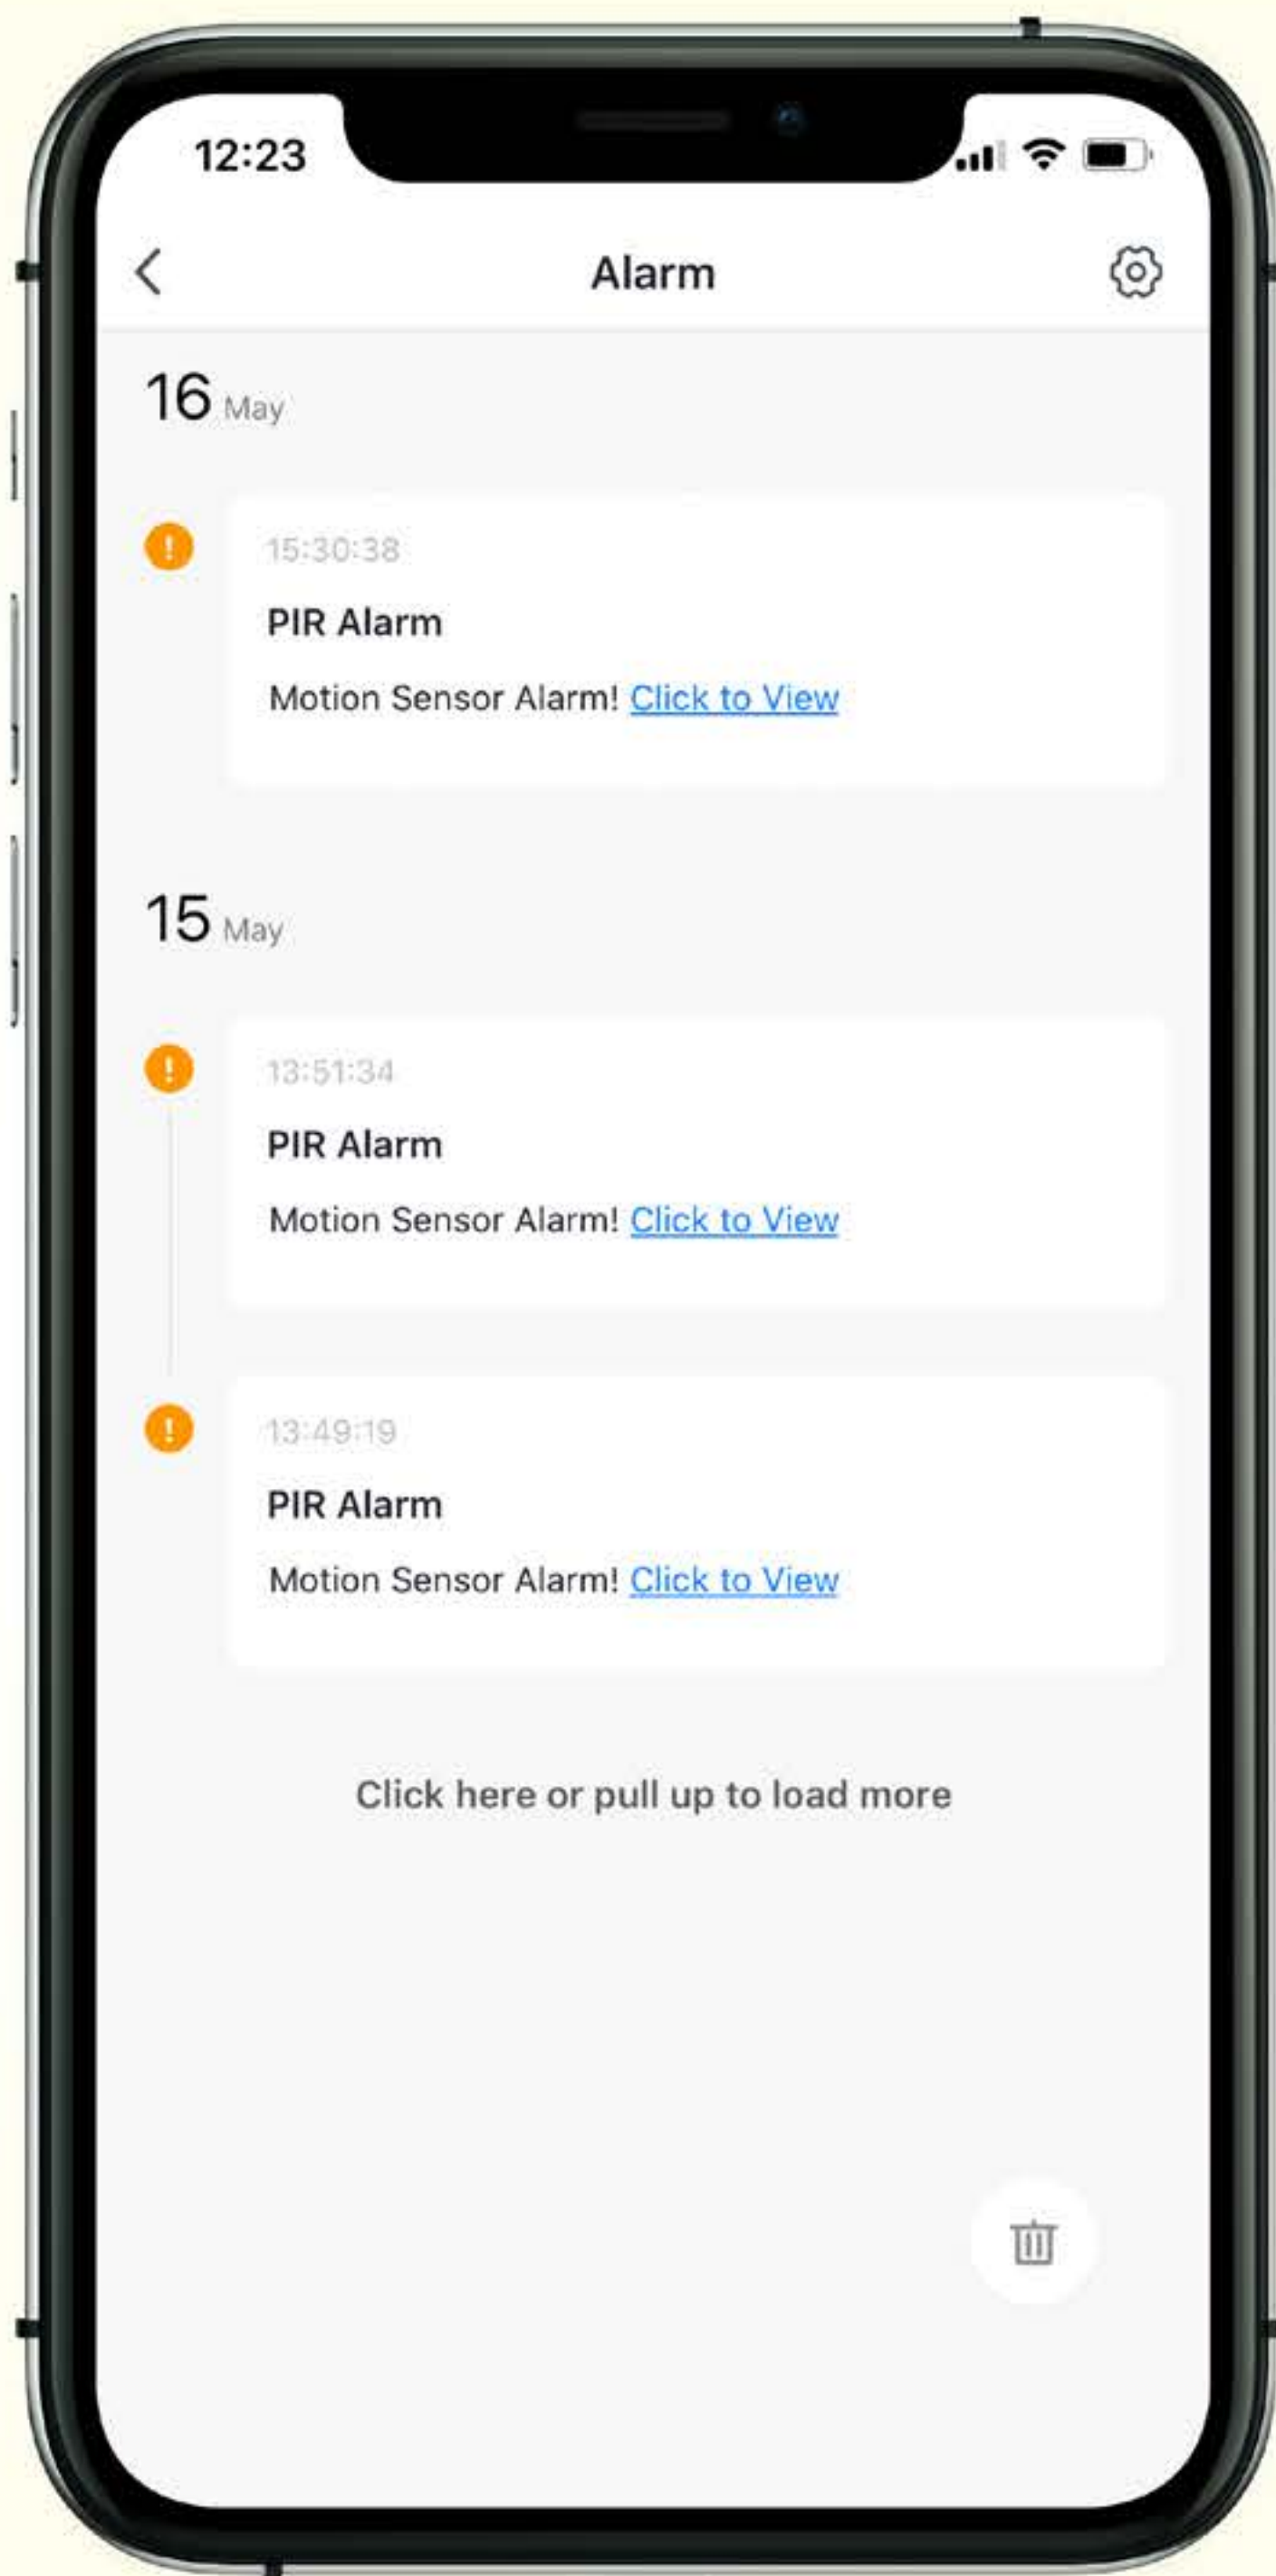 12:23
Alarm
16 May
15:30:38
PIR Alarm
Motion Sensor Alarm! Click to View
15 May
13:51:34
PIR Alarm
Motion Sensor Alarm! Click to View
13:49:19
PIR Alarm
Motion Sensor Alarm! Click to View
Click here or pull up to load more